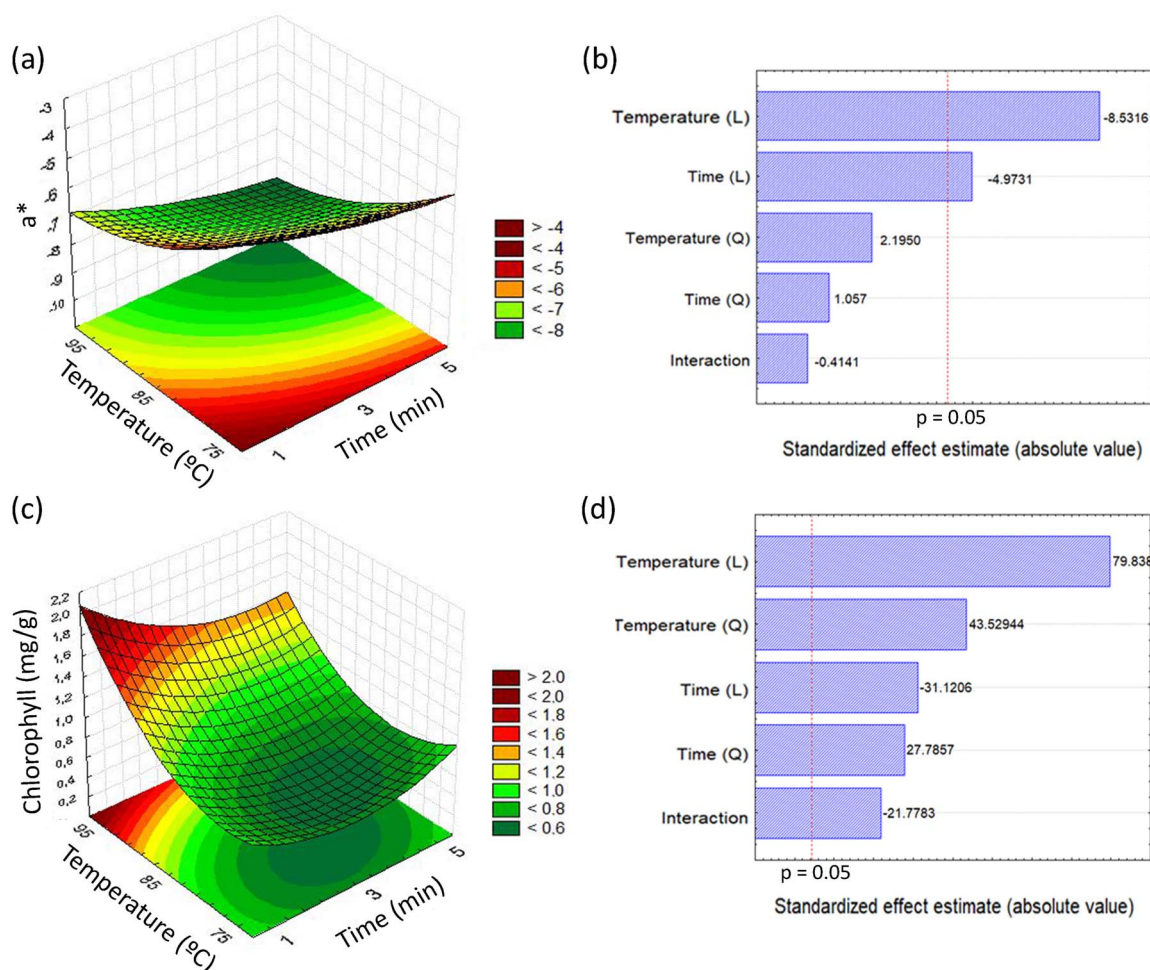 (a)
-3
-4
-5
-6
-7
-8
-9
-10
a*
95
85
75
Temperature (ºC)
1
3
5
Time (min)
> -4
< -4
< -5
< -6
< -7
< -8
(b)
Temperature (L)
-8.5316
Time (L)
-4.9731
Temperature (Q)
2.1950
Time (Q)
1.057
Interaction
-0.4141
p = 0.05
Standardized effect estimate (absolute value)
(c)
2,2
2,0
1,8
1,6
1,4
1,2
1,0
0,8
0,6
0,4
0,2
Chlorophyll (mg/g)
95
85
75
Temperature (ºC)
1
3
5
Time (min)
> 2.0
< 2.0
< 1.8
< 1.6
< 1.4
< 1.2
< 1.0
< 0.8
< 0.6
(d)
Temperature (L)
79.838
Temperature (Q)
43.52944
Time (L)
-31.1206
Time (Q)
27.7857
Interaction
-21.7783
p = 0.05
Standardized effect estimate (absolute value)